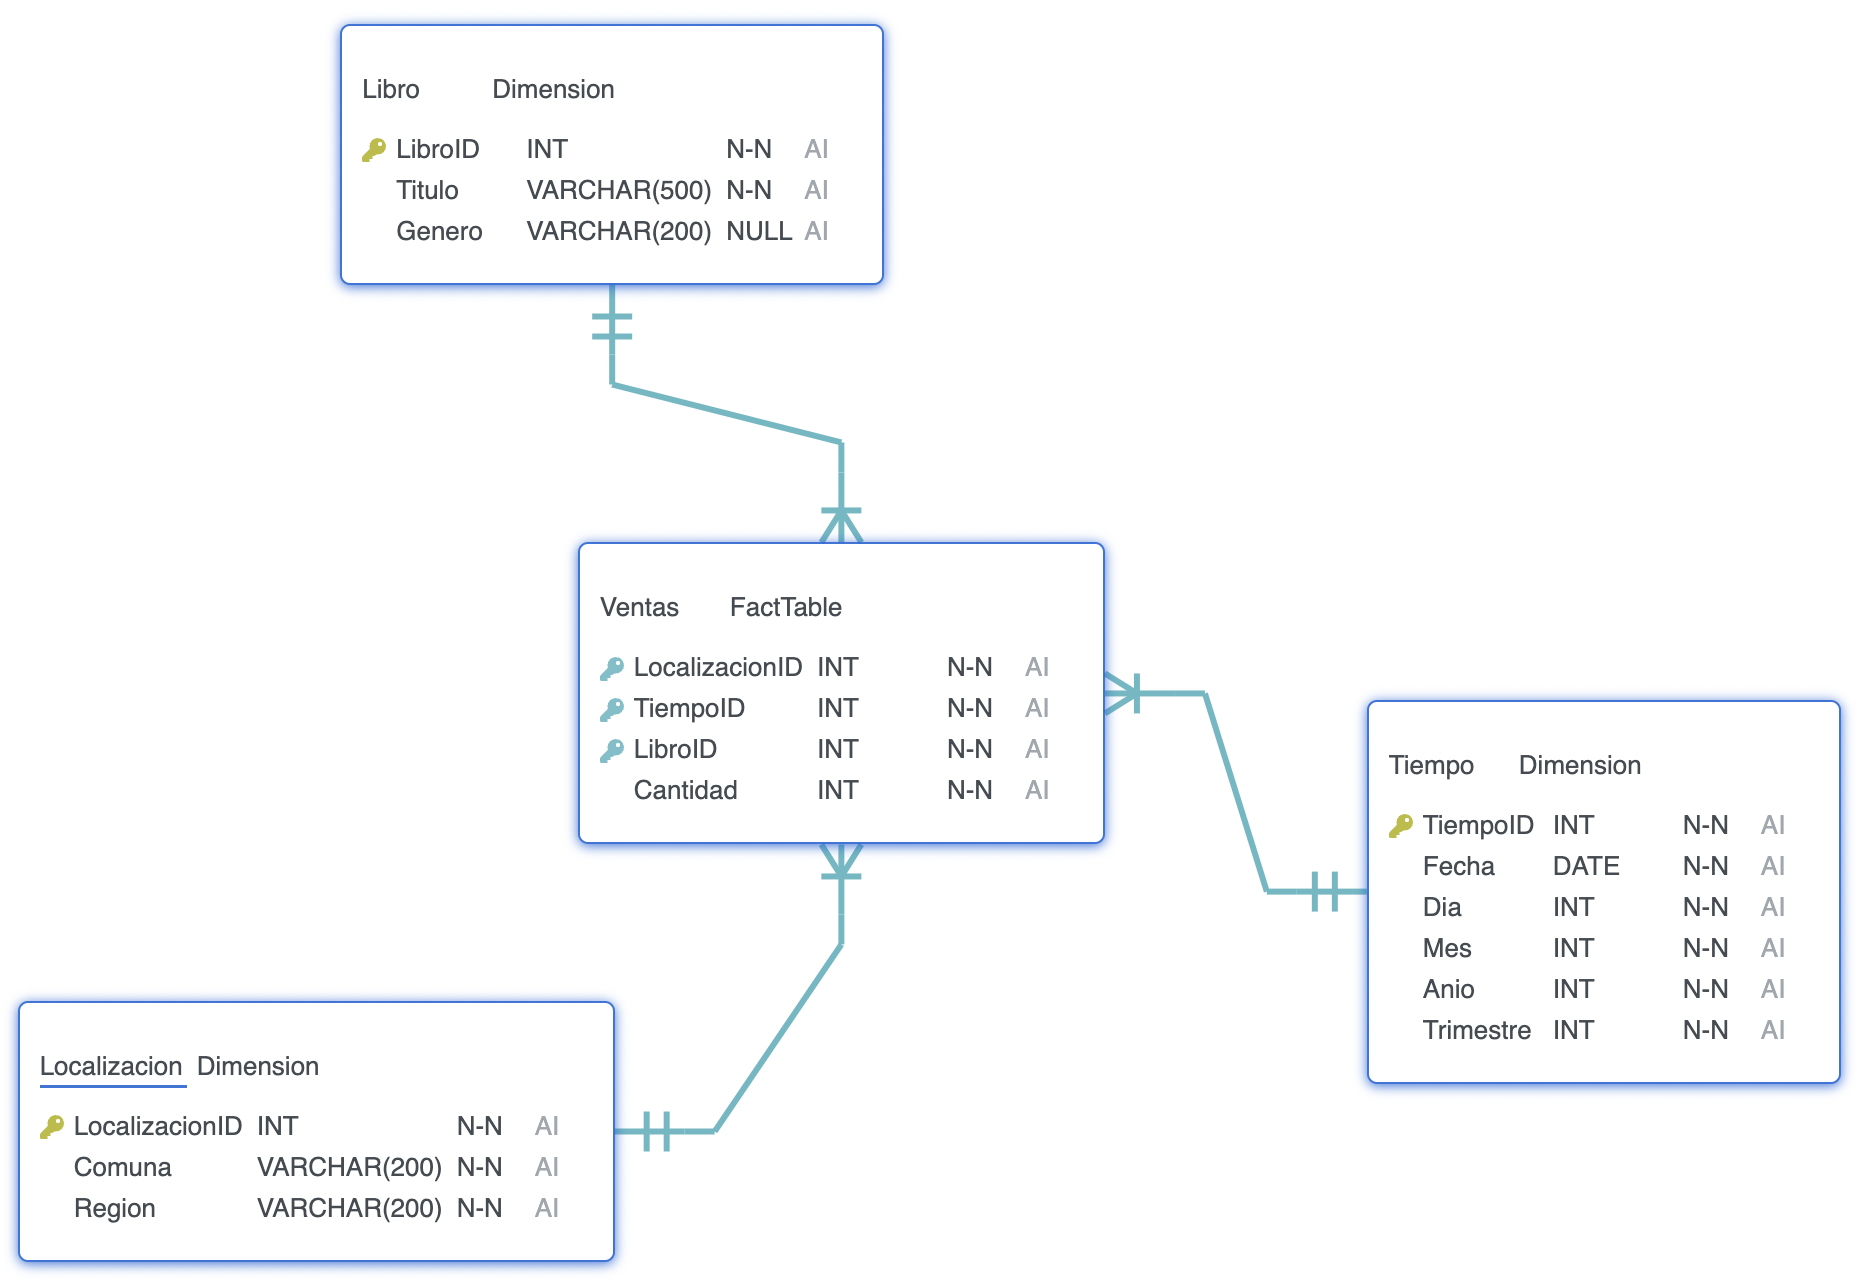 Libro Dimension
LibroID INT N-N AI
Titulo VARCHAR(500) N-N AI
Genero VARCHAR(200) NULL AI
Ventas FactTable
LocalizacionID INT N-N AI
TiempoID INT N-N AI
LibroID INT N-N AI
Cantidad INT N-N AI
Tiempo Dimension
TiempoID INT N-N AI
Fecha DATE N-N AI
Dia INT N-N AI
Mes INT N-N AI
Anio INT N-N AI
Trimestre INT N-N AI
Localizacion Dimension
LocalizacionID INT N-N AI
Comuna VARCHAR(200) N-N AI
Region VARCHAR(200) N-N AI